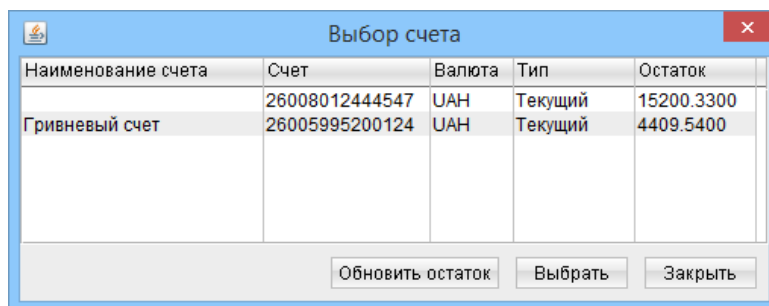 Выбор счета
Наименование счета Счет Валюта Тип Остаток
26008012444547 UAH Текущий 15200.3300
Гривневый счет 26005995200124 UAH Текущий 4409.5400
Обновить остаток Выбрать Закрыть